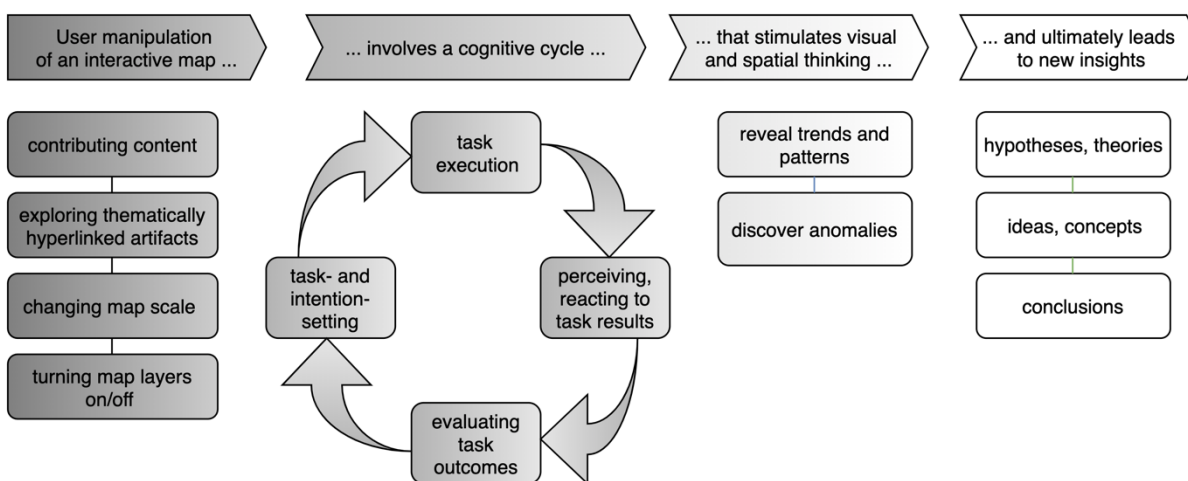 User manipulation
of an interactive map ...
... involves a cognitive cycle ...
... that stimulates visual
and spatial thinking ...
... and ultimately leads
to new insights
contributing content
exploring thematically
hyperlinked artifacts
changing map scale
turning map layers
on/off
task
execution
perceiving,
reacting to
task results
evaluating
task
outcomes
task- and
intention-
setting
reveal trends and
patterns
discover anomalies
hypotheses, theories
ideas, concepts
conclusions